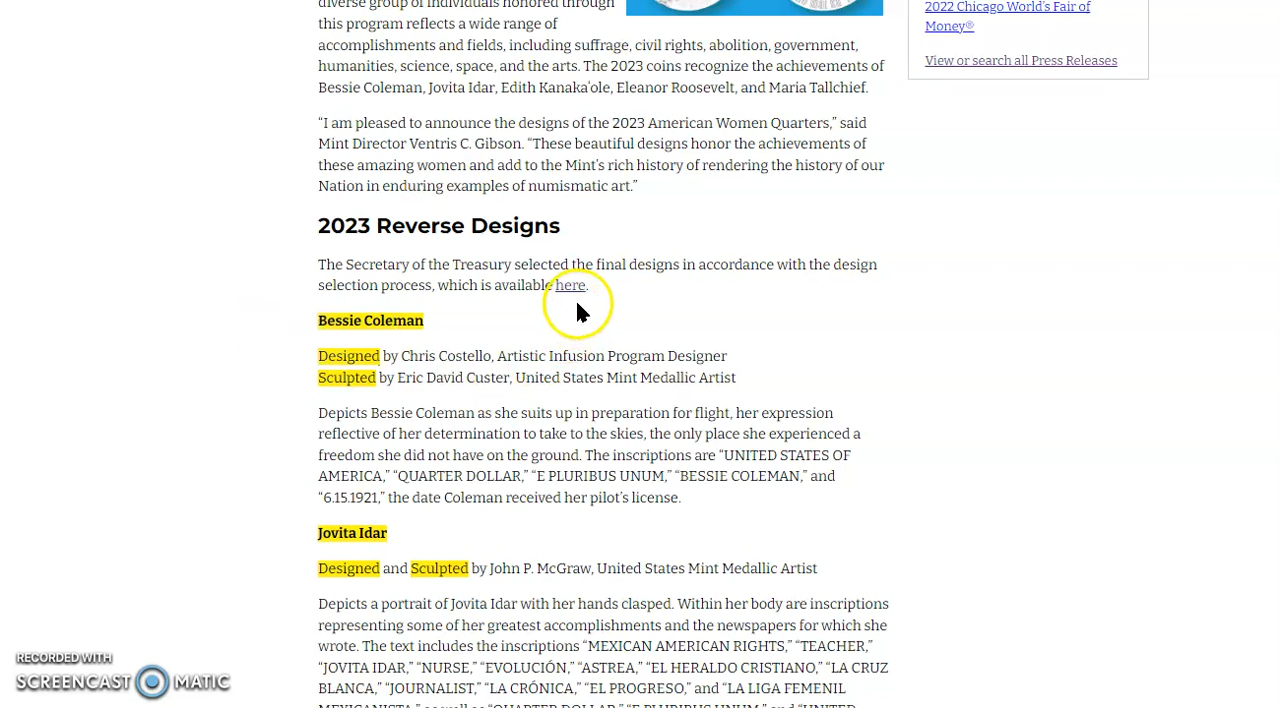 diverse group of individuals honored through
this program reflects a wide range of
accomplishments and fields, including suffrage, civil rights, abolition, government,
humanities, science, space, and the arts. The 2023 coins recognize the achievements of
Bessie Coleman, Jovita Idar, Edith Kanakaʻole, Eleanor Roosevelt, and Maria Tallchief.
“I am pleased to announce the designs of the 2023 American Women Quarters,” said
Mint Director Ventris C. Gibson. “These beautiful designs honor the achievements of
these amazing women and add to the Mint’s rich history of rendering the history of our
Nation in enduring examples of numismatic art.”
2023 Reverse Designs
The Secretary of the Treasury selected the final designs in accordance with the design
selection process, which is available here.
Bessie Coleman
Designed by Chris Costello, Artistic Infusion Program Designer
Sculpted by Eric David Custer, United States Mint Medallic Artist
Depicts Bessie Coleman as she suits up in preparation for flight, her expression
reflective of her determination to take to the skies, the only place she experienced a
freedom she did not have on the ground. The inscriptions are “UNITED STATES OF
AMERICA,” “QUARTER DOLLAR,” “E PLURIBUS UNUM,” “BESSIE COLEMAN,” and
“6.15.1921,” the date Coleman received her pilot’s license.
Jovita Idar
Designed and Sculpted by John P. McGraw, United States Mint Medallic Artist
Depicts a portrait of Jovita Idar with her hands clasped. Within her body are inscriptions
representing some of her greatest accomplishments and the newspapers for which she
wrote. The text includes the inscriptions “MEXICAN AMERICAN RIGHTS,” “TEACHER,”
“JOVITA IDAR,” “NURSE,” “EVOLUCIÓN,” “ASTREA,” “EL HERALDO CRISTIANO,” “LA CRUZ
BLANCA,” “JOURNALIST,” “LA CRÓNICA,” “EL PROGRESO,” and “LA LIGA FEMENIL
MEXICANISTA,” as well as “QUARTER DOLLAR,” “E PLURIBUS UNUM,” and “UNITED
2022 Chicago World’s Fair of
Money®
View or search all Press Releases
RECORDED WITH
SCREENCAST MATIC